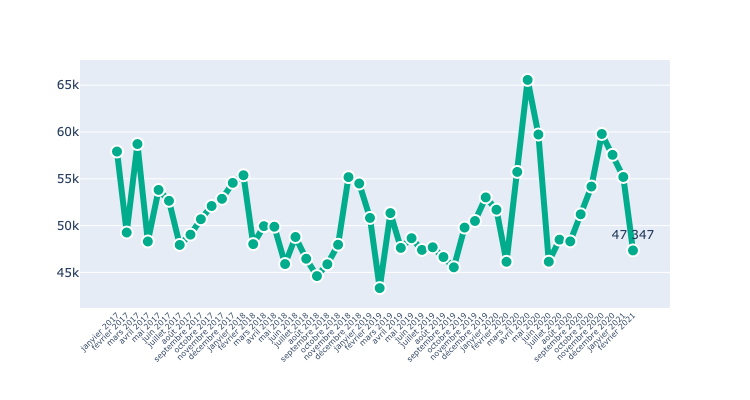 65k
60k
55k
50k
45k
47 347
janvier 2017
février 2017
mars 2017
avril 2017
mai 2017
juin 2017
juillet 2017
août 2017
septembre 2017
octobre 2017
novembre 2017
décembre 2017
janvier 2018
février 2018
mars 2018
avril 2018
mai 2018
juin 2018
juillet 2018
août 2018
septembre 2018
octobre 2018
novembre 2018
décembre 2018
janvier 2019
février 2019
mars 2019
avril 2019
mai 2019
juin 2019
juillet 2019
août 2019
septembre 2019
octobre 2019
novembre 2019
décembre 2019
janvier 2020
février 2020
mars 2020
avril 2020
mai 2020
juin 2020
juillet 2020
août 2020
septembre 2020
octobre 2020
novembre 2020
décembre 2020
janvier 2021
février 2021